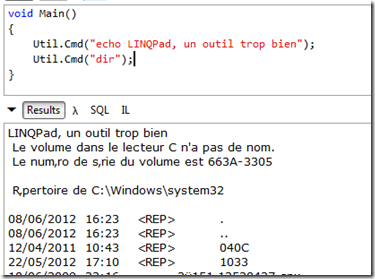 void Main()
{
Util.Cmd("echo LINQPad, un outil trop bien");
Util.Cmd("dir");
}
Results λ SQL IL
LINQPad, un outil trop bien
Le volume dans le lecteur C n'a pas de nom.
Le num,ro de s,rie du volume est 663A-3305
R,pertoire de C:\Windows\system32
08/06/2012 16:23 <REP> .
08/06/2012 16:23 <REP> ..
12/04/2011 10:43 <REP> 040C
22/05/2012 17:10 <REP> 1033